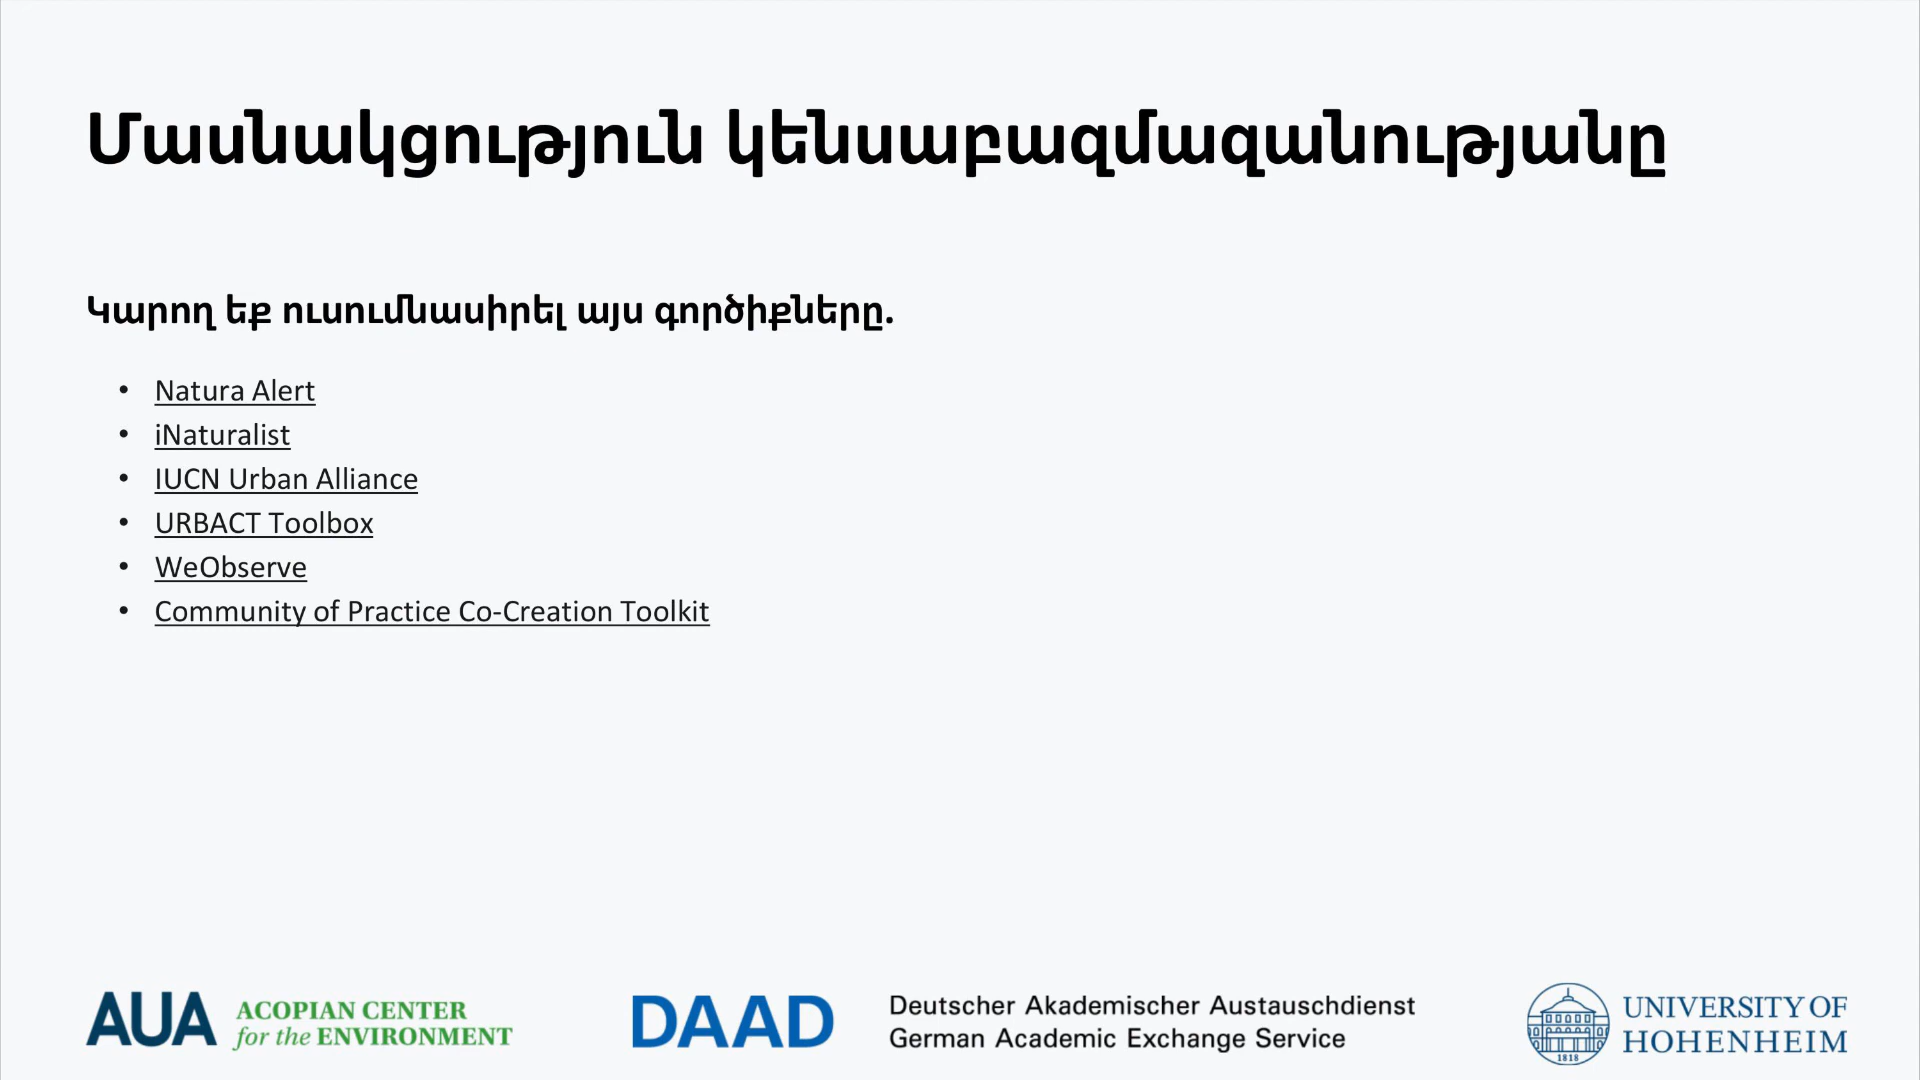 Մասնակցություն կենսաբազմազանությանը
Կարող եք ուսումնասիրել այս գործիքները.
• Natura Alert
• iNaturalist
• IUCN Urban Alliance
• URBACT Toolbox
• WeObserve
• Community of Practice Co-Creation Toolkit
AUA ACOPIAN CENTER
for the ENVIRONMENT
DAAD
Deutscher Akademischer Austauschdienst
German Academic Exchange Service
1818
UNIVERSITY OF
HOHENHEIM